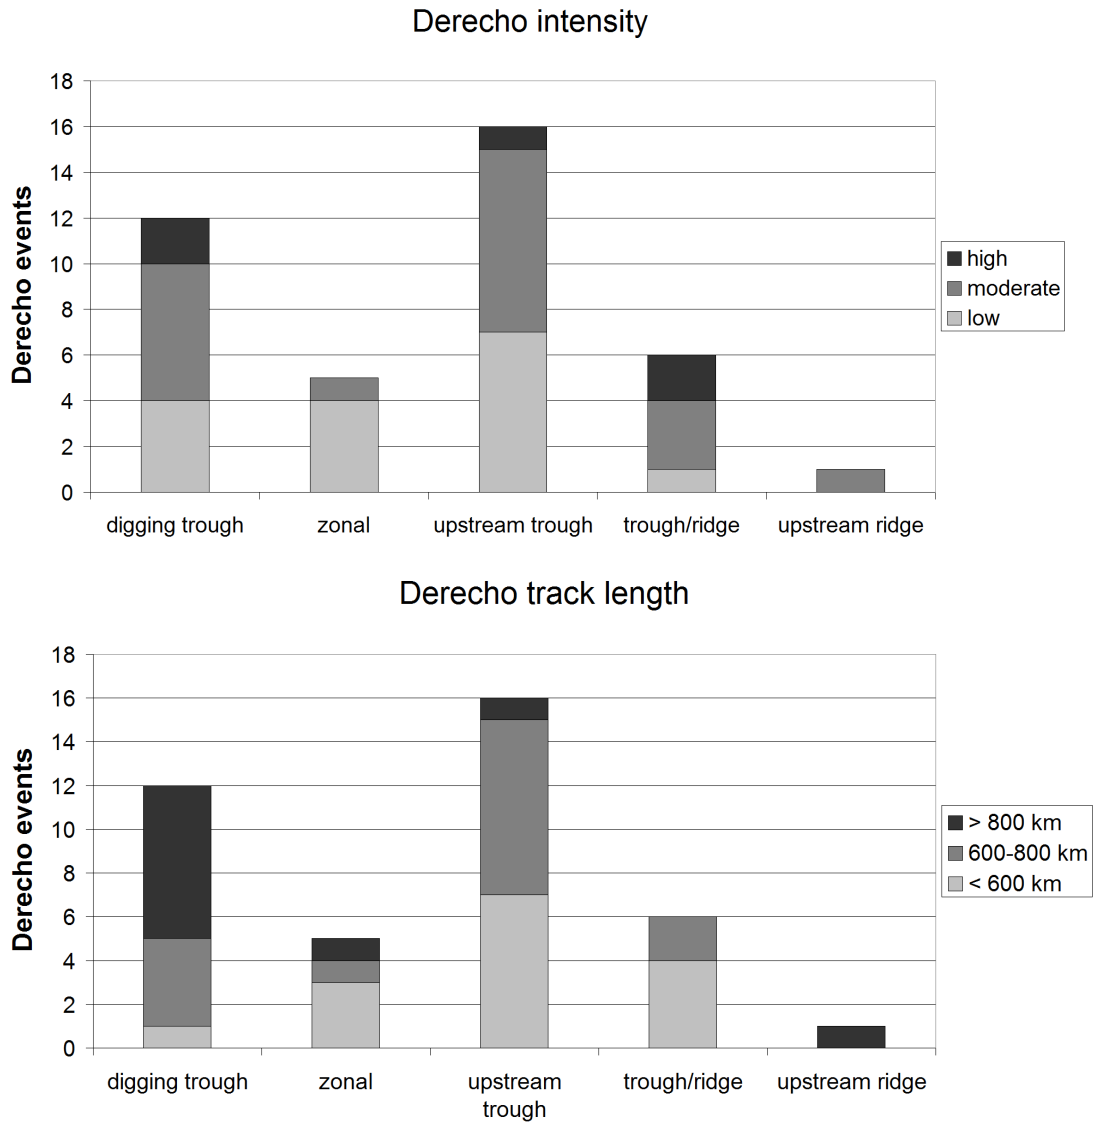 Derecho intensity
18
16
14
12
10
8
6
4
2
0
Derecho events
digging trough zonal upstream trough trough/ridge upstream ridge
high
moderate
low
Derecho track length
18
16
14
12
10
8
6
4
2
0
Derecho events
digging trough zonal upstream trough/ridge upstream ridge
trough
> 800 km
600-800 km
< 600 km